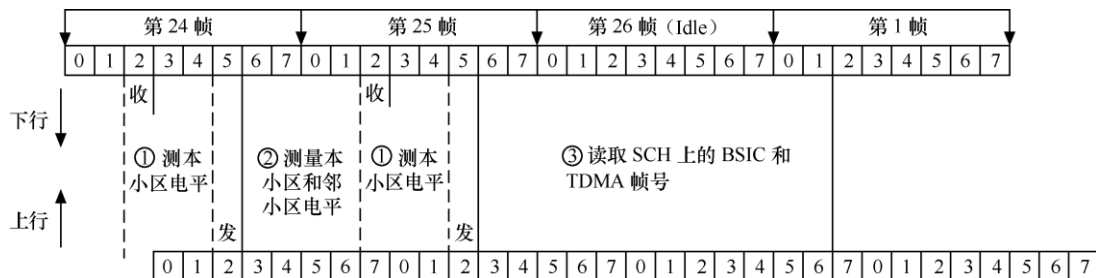 第 24 帧 第 25 帧 第 26 帧（Idle） 第 1 帧
0 1 2 3 4 5 6 7 0 1 2 3 4 5 6 7 0 1 2 3 4 5 6 7 0 1 2 3 4 5 6 7
收 收
下行
① 测本 ② 测量本 ① 测本 ③ 读取 SCH 上的 BSIC 和
小区电平 小区和邻 小区电平 TDMA 帧号
小区电平
上行
发 发
0 1 2 3 4 5 6 7 0 1 2 3 4 5 6 7 0 1 2 3 4 5 6 7 0 1 2 3 4 5 6 7